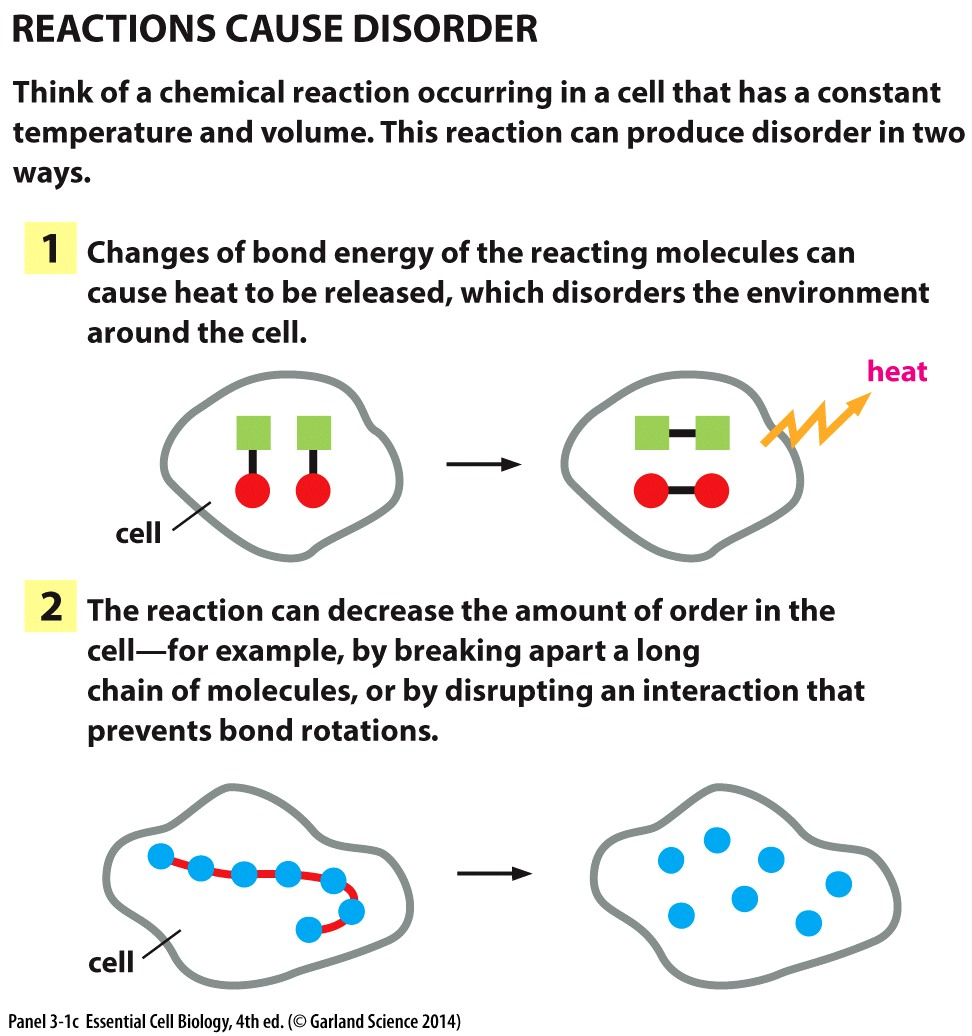 REACTIONS CAUSE DISORDER
Think of a chemical reaction occurring in a cell that has a constant
temperature and volume. This reaction can produce disorder in two
ways.
1 Changes of bond energy of the reacting molecules can
cause heat to be released, which disorders the environment
around the cell.
heat
cell
2 The reaction can decrease the amount of order in the
cell—for example, by breaking apart a long
chain of molecules, or by disrupting an interaction that
prevents bond rotations.
cell
Panel 3-1c Essential Cell Biology, 4th ed. (© Garland Science 2014)